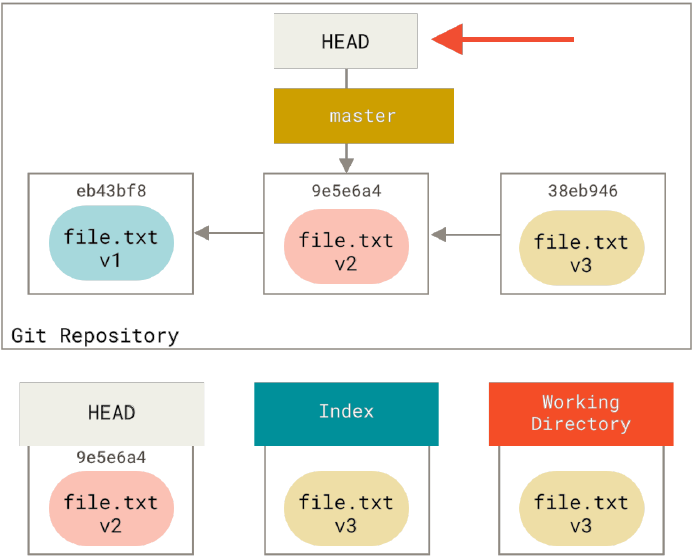 HEAD
master
eb43bf8
9e5e6a4
38eb946
file.txt
v1
file.txt
v2
file.txt
v3
Git Repository
HEAD
Index
Working
Directory
9e5e6a4
file.txt
v2
file.txt
v3
file.txt
v3